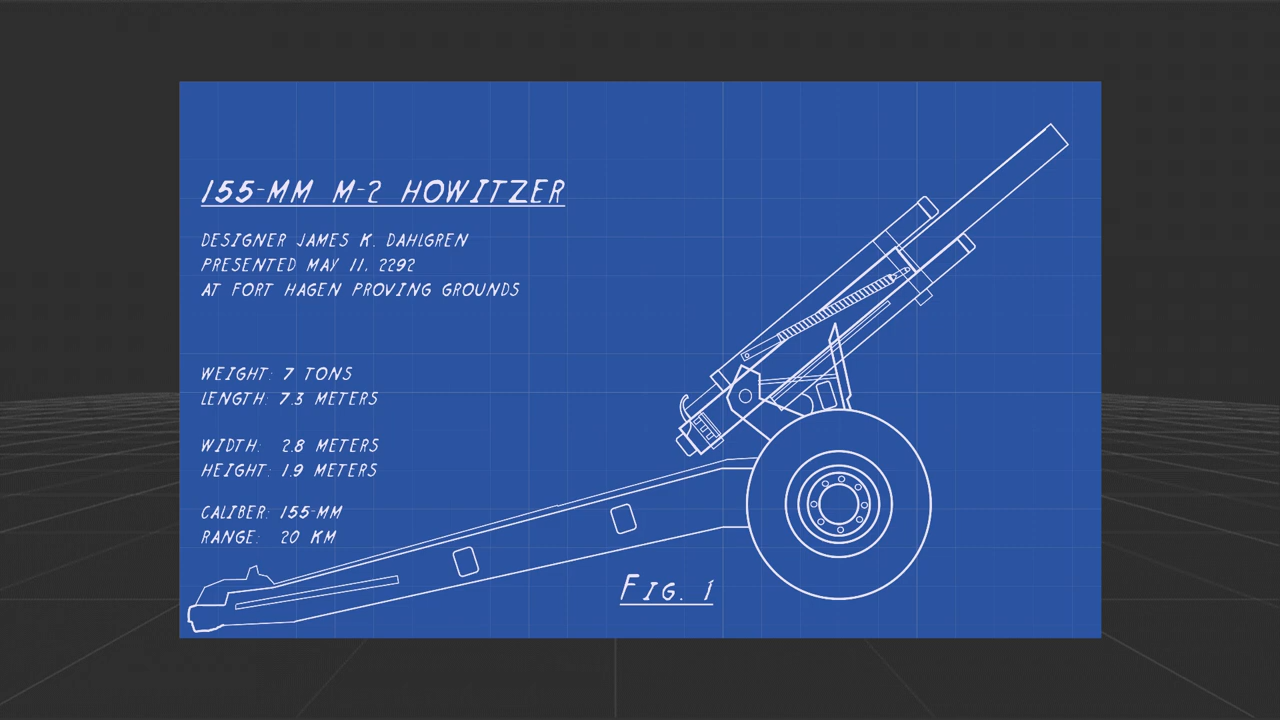 155-MM M-2 HOWITZER
DESIGNER JAMES K. DAHLGREN
PRESENTED MAY 11, 2292
AT FORT HAGEN PROVING GROUNDS
WEIGHT: 7 TONS
LENGTH: 7.3 METERS
WIDTH: 2.8 METERS
HEIGHT: 1.9 METERS
CALIBER: 155-MM
RANGE: 20 KM
FIG. 1